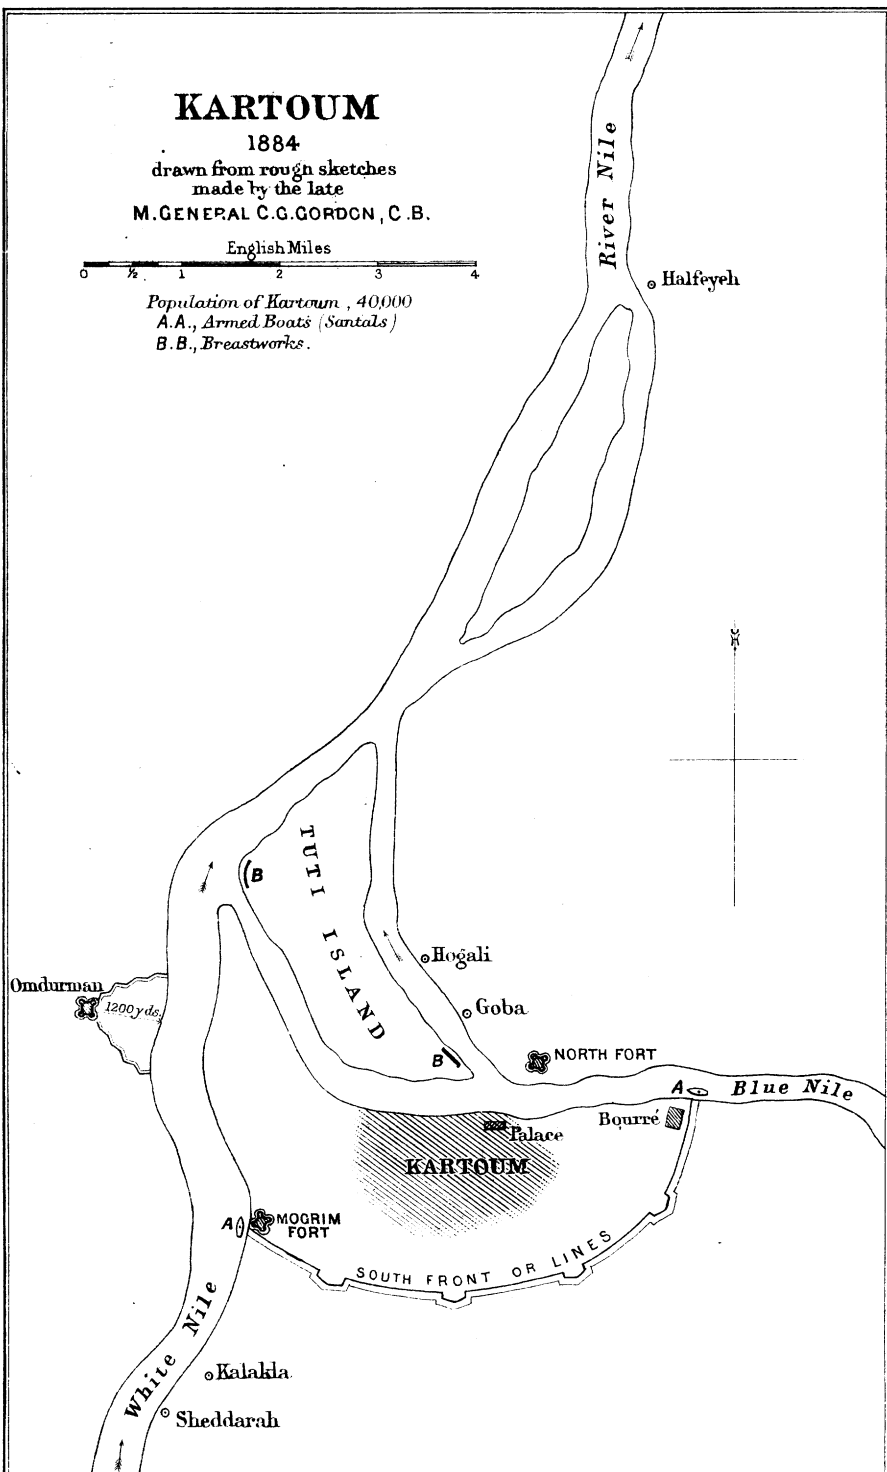 KARTOUM
1884
drawn from rough sketches
made by the late
M. GENERAL C.G. GORDON, C.B.
English Miles
0 ½ 1 2 3 4
Population of Kartoum, 40,000
A.A., Armed Boats (Santals)
B.B., Breastworks.
River Nile
Halfeyeh
N
TUTI ISLAND
B
Hogali
Omdurman
1200 yds.
Goba
B
NORTH FORT
A
Blue Nile
Bourré
Palace
KARTOUM
A
MOGRIM
FORT
SOUTH FRONT OR LINES
White Nile
Kalakla
Sheddarah